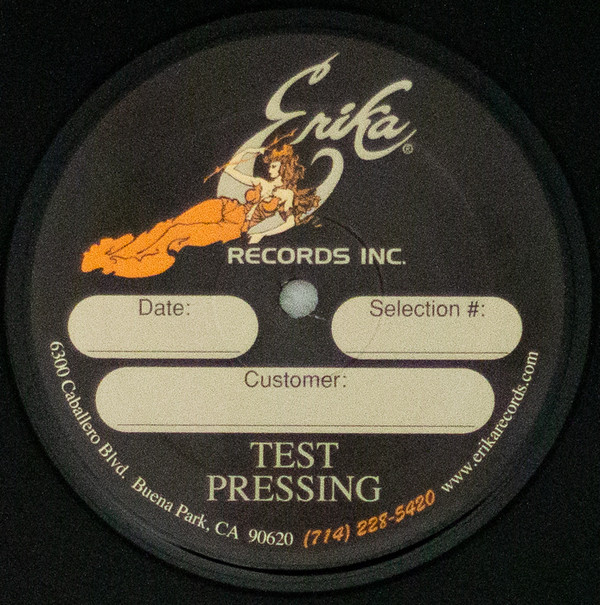 Erika®
RECORDS INC.
Date:
Selection #:
Customer:
TEST
PRESSING
6300 Caballero Blvd. Buena Park, CA 90620 (714) 228-5420 www.erikarecords.com